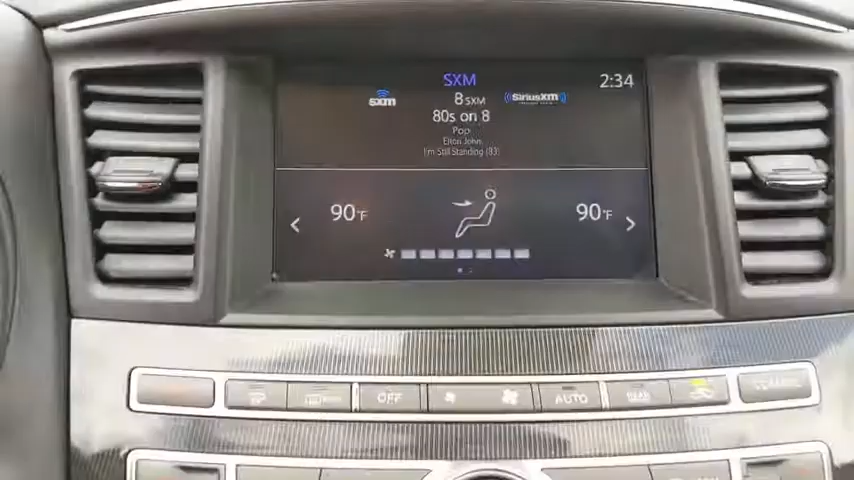 SXM
2:34
sxm
8 SXM
SiriusXM
80s on 8
Pop
Elton John
I'm Still Standing (83)
90°F
90°F
OFF
AUTO